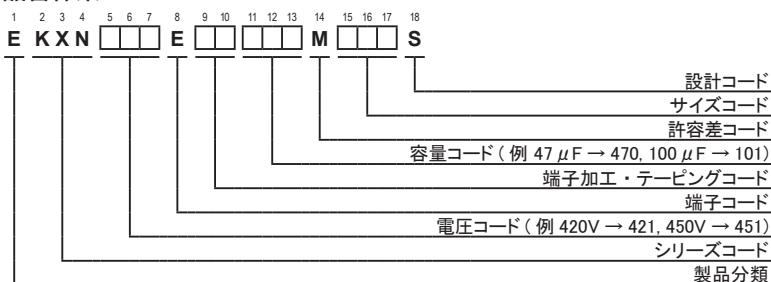 1 2 3 4 5 6 7 8 9 10 11 12 13 14 15 16 17 18
E K X N E M S
設計コード
サイズコード
許容差コード
容量コード ( 例 47 μF → 470, 100 μF → 101)
端子加工・テーピングコード
端子コード
電圧コード ( 例 420V → 421, 450V → 451)
シリーズコード
製品分類